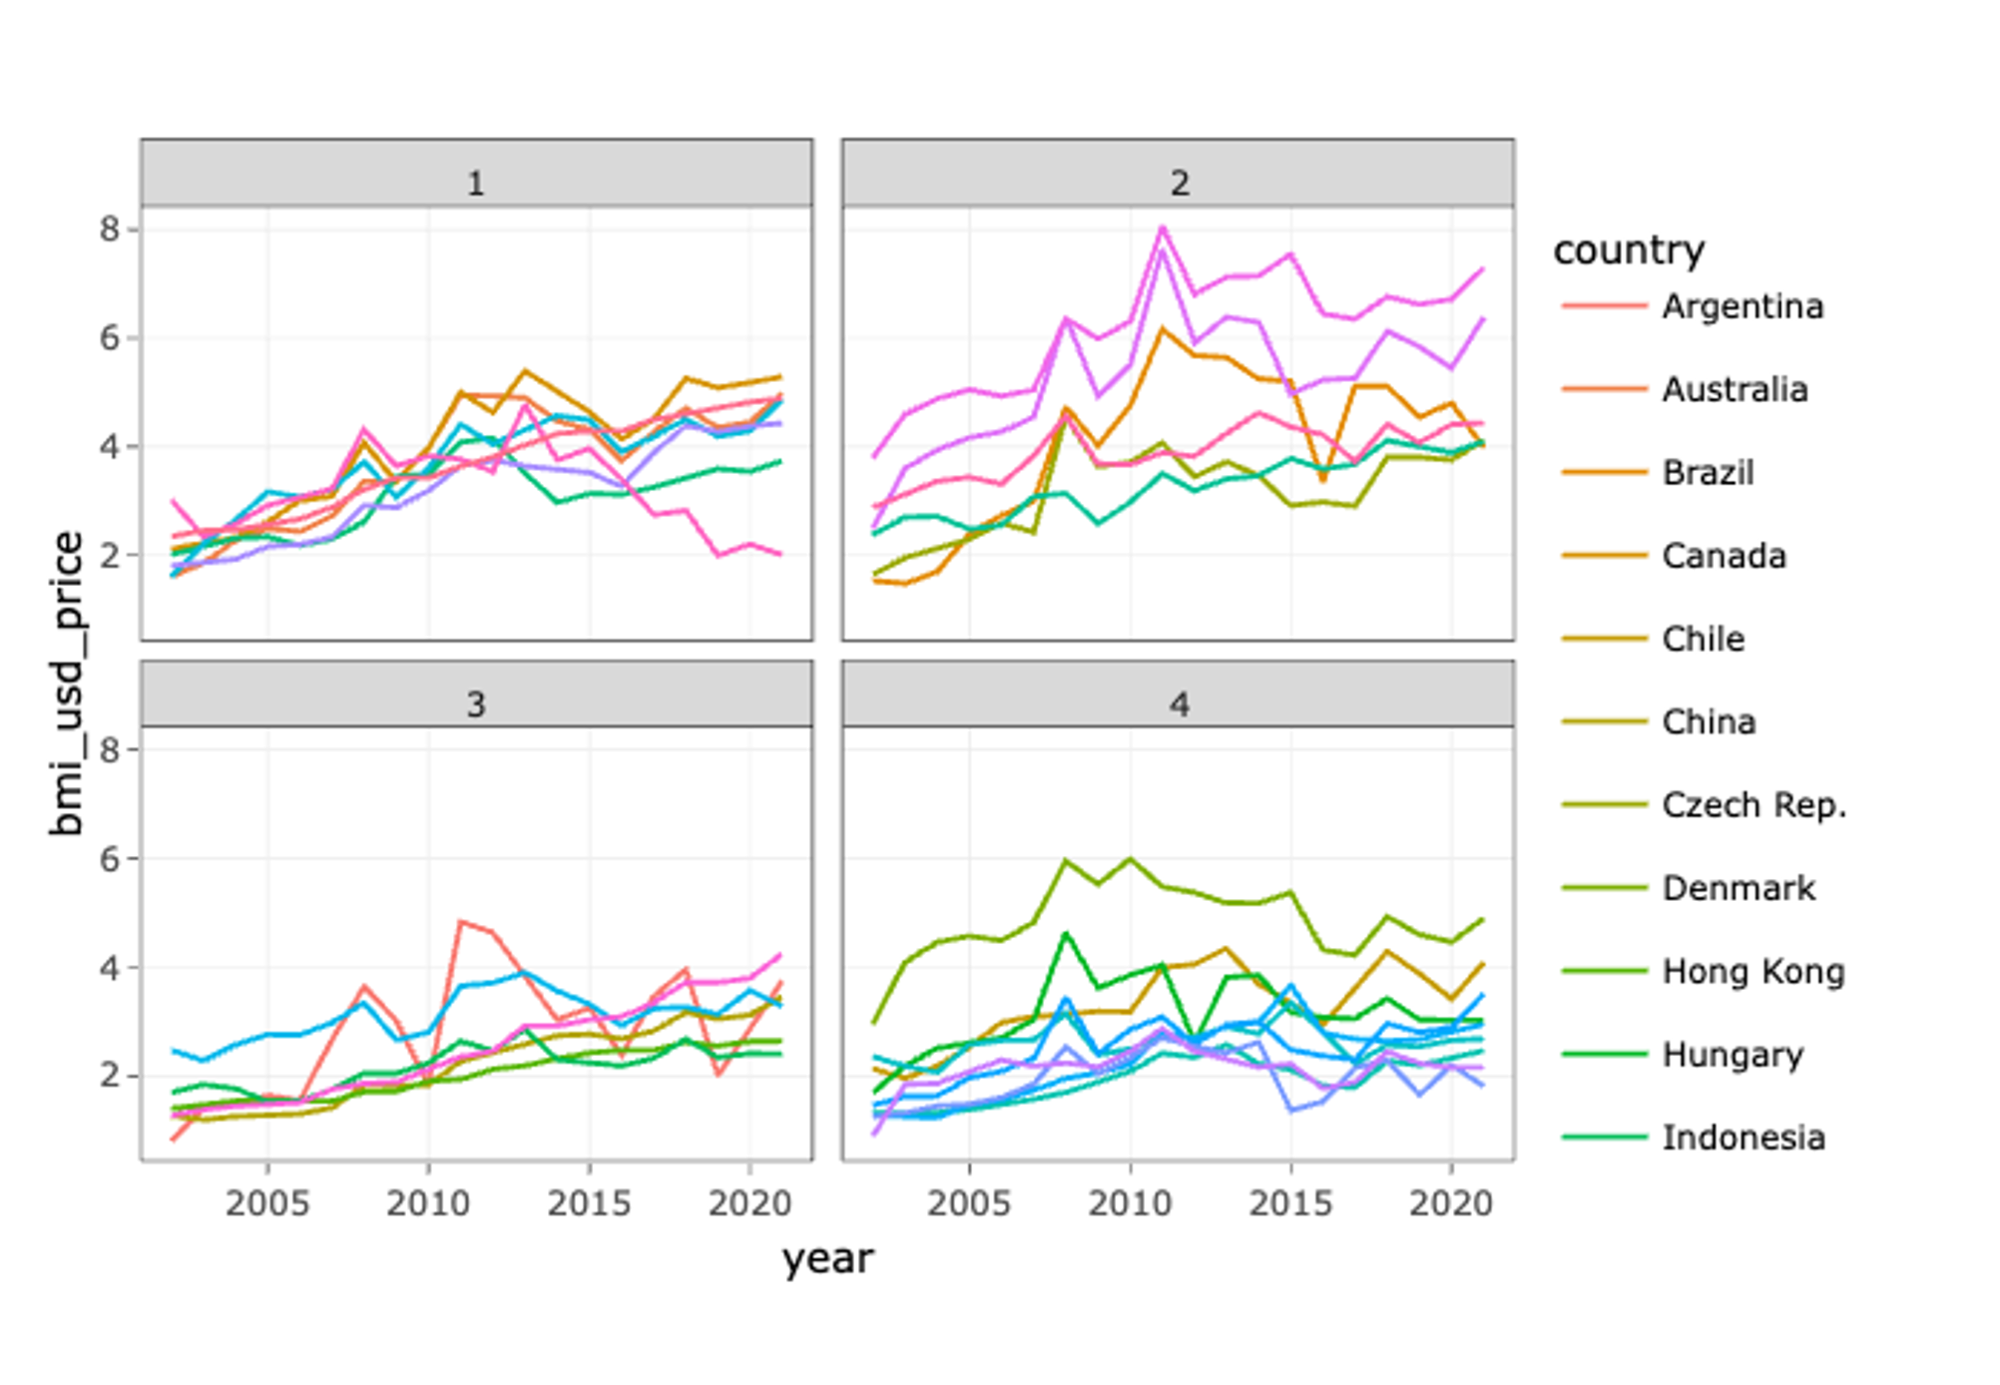 1
2
8
6
4
2
3
4
8
6
4
2
2005 2010 2015 2020
2005 2010 2015 2020
year
bmi_usd_price
country
Argentina
Australia
Brazil
Canada
Chile
China
Czech Rep.
Denmark
Hong Kong
Hungary
Indonesia